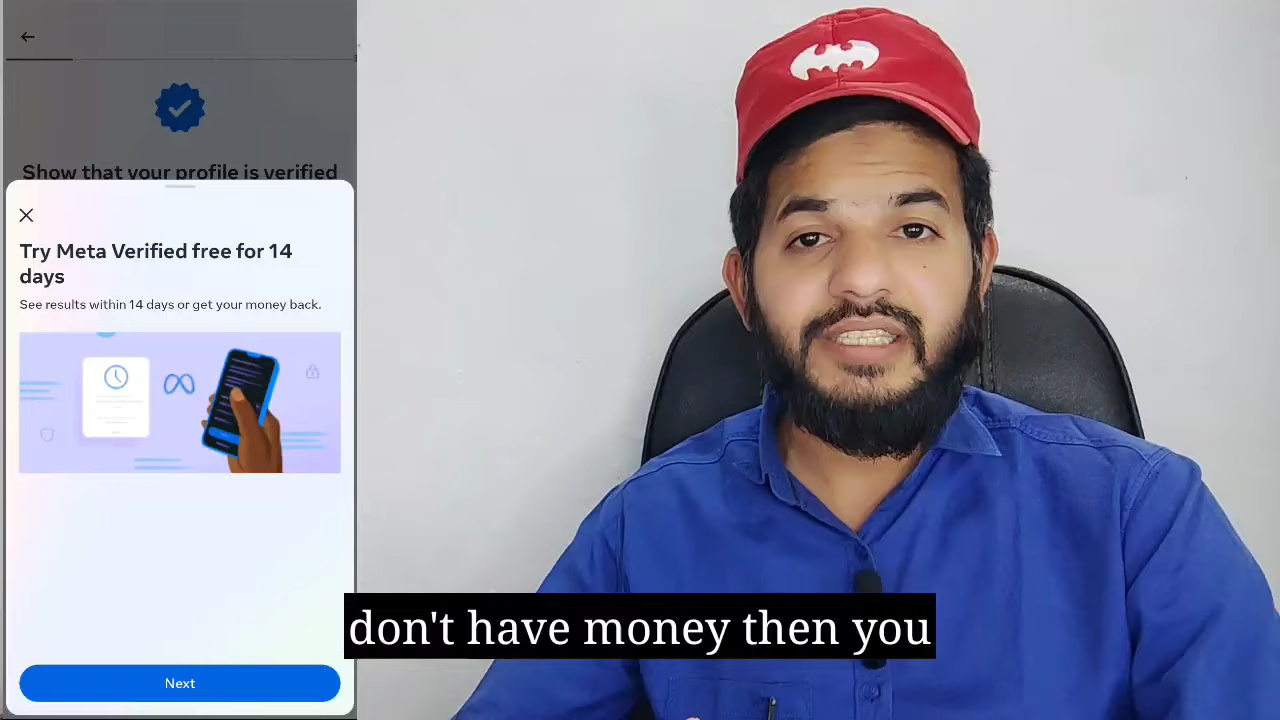 Show that your profile is verified
Try Meta Verified free for 14
days
See results within 14 days or get your money back.
Next
don't have money then you